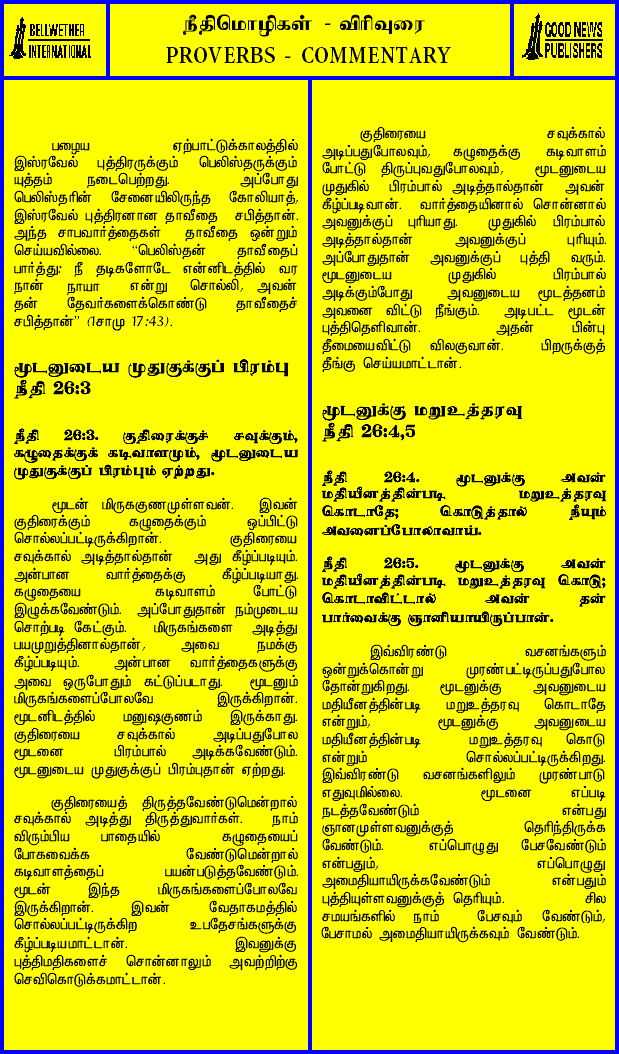 BELLWETHER
INTERNATIONAL
நீதிமொழிகள் - விரிவுரை
PROVERBS - COMMENTARY
GOOD NEWS
PUBLISHERS
பழைய ஏற்பாட்டுக்காலத்தில்
இஸ்ரவேல் புத்திரருக்கும் பெலிஸ்தருக்கும்
யுத்தம் நடைபெற்றது. அப்போது
பெலிஸ்தரின் சேனையிலிருந்த கோலியாத்,
இஸ்ரவேல் புத்திரனான தாவீதை சபித்தான்.
அந்த சாபவார்த்தைகள் தாவீதை ஒன்றும்
செய்யவில்லை. “பெலிஸ்தன் தாவீதைப்
பார்த்து: நீ தடிகளோடே என்னிடத்தில் வர
நான் நாயா என்று சொல்லி, அவன்
தன் தேவர்களைக்கொண்டு தாவீதைச்
சபித்தான்” (1சாமு 17:43).
மூடனுடைய முதுகுக்குப் பிரம்பு
நீதி 26:3
நீதி 26:3. குதிரைக்குச் சவுக்கும்,
கழுதைக்குக் கடிவாளமும், மூடனுடைய
முதுகுக்குப் பிரம்பும் ஏற்றது.
மூடன் மிருககுணமுள்ளவன். இவன்
குதிரைக்கும் கழுதைக்கும் ஒப்பிட்டு
சொல்லப்பட்டிருக்கிறான். குதிரையை
சவுக்கால் அடித்தால்தான் அது கீழ்ப்படியும்.
அன்பான வார்த்தைக்கு கீழ்ப்படியாது.
கழுதையை கடிவாளம் போட்டு
இழுக்கவேண்டும். அப்போதுதான் நம்முடைய
சொற்படி கேட்கும். மிருகங்களை அடித்து
பயமுறுத்தினால்தான், அவை நமக்கு
கீழ்ப்படியும். அன்பான வார்த்தைகளுக்கு
அவை ஒருபோதும் கட்டுப்படாது. மூடனும்
மிருகங்களைப்போலவே இருக்கிறான்.
மூடனிடத்தில் மனுஷகுணம் இருக்காது.
குதிரையை சவுக்கால் அடிப்பதுபோல
மூடனை பிரம்பால் அடிக்கவேண்டும்.
மூடனுடைய முதுகுக்குப் பிரம்புதான் ஏற்றது.
குதிரையைத் திருத்தவேண்டுமென்றால்
சவுக்கால் அடித்து திருத்துவார்கள். நாம்
விரும்பிய பாதையில் கழுதையைப்
போகவைக்க வேண்டுமென்றால்
கடிவாளத்தைப் பயன்படுத்தவேண்டும்.
மூடன் இந்த மிருகங்களைப்போலவே
இருக்கிறான். இவன் வேதாகமத்தில்
சொல்லப்பட்டிருக்கிற உபதேசங்களுக்கு
கீழ்ப்படியமாட்டான். இவனுக்கு
புத்திமதிகளைச் சொன்னாலும் அவற்றிற்கு
செவிகொடுக்கமாட்டான்.
குதிரையை சவுக்கால்
அடிப்பதுபோலவும், கழுதைக்கு கடிவாளம்
போட்டு திருப்புவதுபோலவும், மூடனுடைய
முதுகில் பிரம்பால் அடித்தால்தான் அவன்
கீழ்ப்படிவான். வார்த்தையினால் சொன்னால்
அவனுக்குப் புரியாது. முதுகில் பிரம்பால்
அடித்தால்தான் அவனுக்குப் புரியும்.
அப்போதுதான் அவனுக்குப் புத்தி வரும்.
மூடனுடைய முதுகில் பிரம்பால்
அடிக்கும்போது அவனுடைய மூடத்தனம்
அவனை விட்டு நீங்கும். அடிபட்ட மூடன்
புத்திதெளிவான். அதன் பின்பு
தீமையைவிட்டு விலகுவான். பிறருக்குத்
தீங்கு செய்யமாட்டான்.
மூடனுக்கு மறுஉத்தரவு
நீதி 26:4,5
நீதி 26:4. மூடனுக்கு அவன்
மதியீனத்தின்படி மறுஉத்தரவு
கொடாதே; கொடுத்தால் நீயும்
அவனைப்போலாவாய்.
நீதி 26:5. மூடனுக்கு அவன்
மதியீனத்தின்படி மறுஉத்தரவு கொடு;
கொடாவிட்டால் அவன் தன்
பார்வைக்கு ஞானியாயிருப்பான்.
இவ்விரண்டு வசனங்களும்
ஒன்றுக்கொன்று முரண்பட்டிருப்பதுபோல
தோன்றுகிறது. மூடனுக்கு அவனுடைய
மதியீனத்தின்படி மறுஉத்தரவு கொடாதே
என்றும், மூடனுக்கு அவனுடைய
மதியீனத்தின்படி மறுஉத்தரவு கொடு
என்றும் சொல்லப்பட்டிருக்கிறது.
இவ்விரண்டு வசனங்களிலும் முரண்பாடு
எதுவுமில்லை. மூடனை எப்படி
நடத்தவேண்டும் என்பது
ஞானமுள்ளவனுக்குத் தெரிந்திருக்க
வேண்டும். எப்பொழுது பேசவேண்டும்
என்பதும், எப்பொழுது
அமைதியாயிருக்கவேண்டும் என்பதும்
புத்தியுள்ளவனுக்குத் தெரியும். சில
சமயங்களில் நாம் பேசவும் வேண்டும்,
பேசாமல் அமைதியாயிருக்கவும் வேண்டும்.